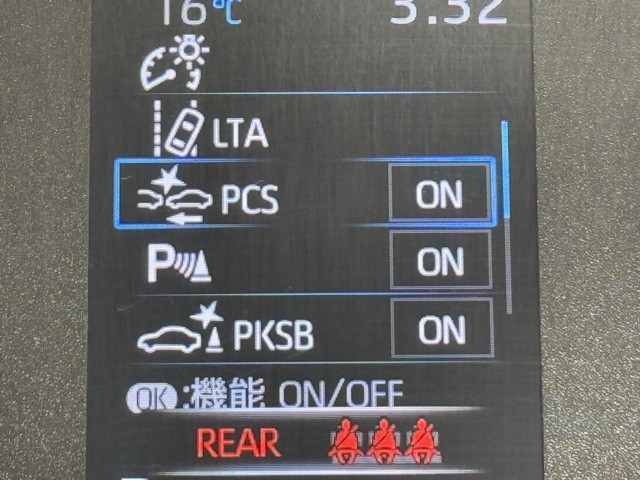 16°C 3:32
LTA
PCS ON
P ON
PKSB ON
OK :機能 ON/OFF
REAR